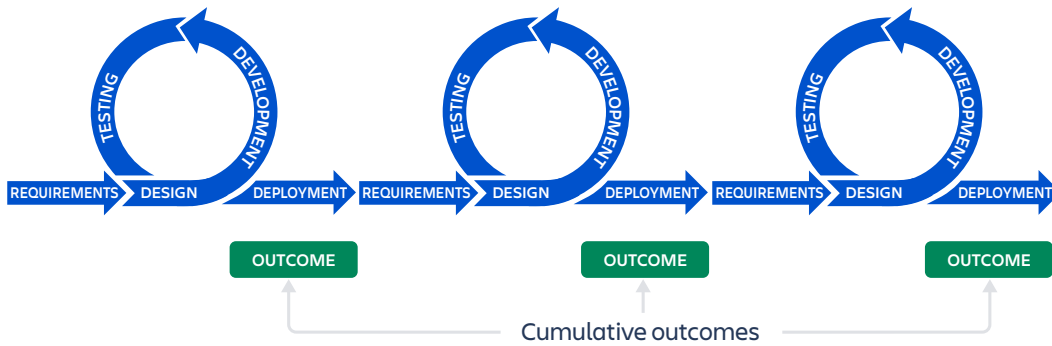 TESTING
DEVELOPMENT
TESTING
DEVELOPMENT
TESTING
DEVELOPMENT
REQUIREMENTS DESIGN DEPLOYMENT REQUIREMENTS DESIGN DEPLOYMENT REQUIREMENTS DESIGN DEPLOYMENT
OUTCOME OUTCOME OUTCOME
Cumulative outcomes